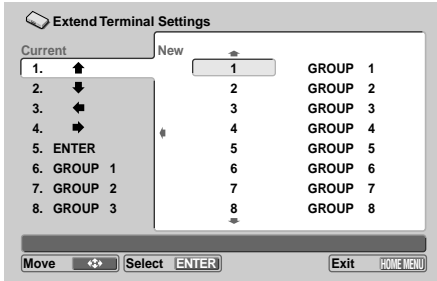 Extend Terminal Settings
Current New
1. ⬆ 1 GROUP 1
2. ⬇ 2 GROUP 2
3. ⬅ 3 GROUP 3
4. ➡ 4 GROUP 4
5. ENTER 5 GROUP 5
6. GROUP 1 6 GROUP 6
7. GROUP 2 7 GROUP 7
8. GROUP 3 8 GROUP 8
Move Select ENTER Exit HOME MENU